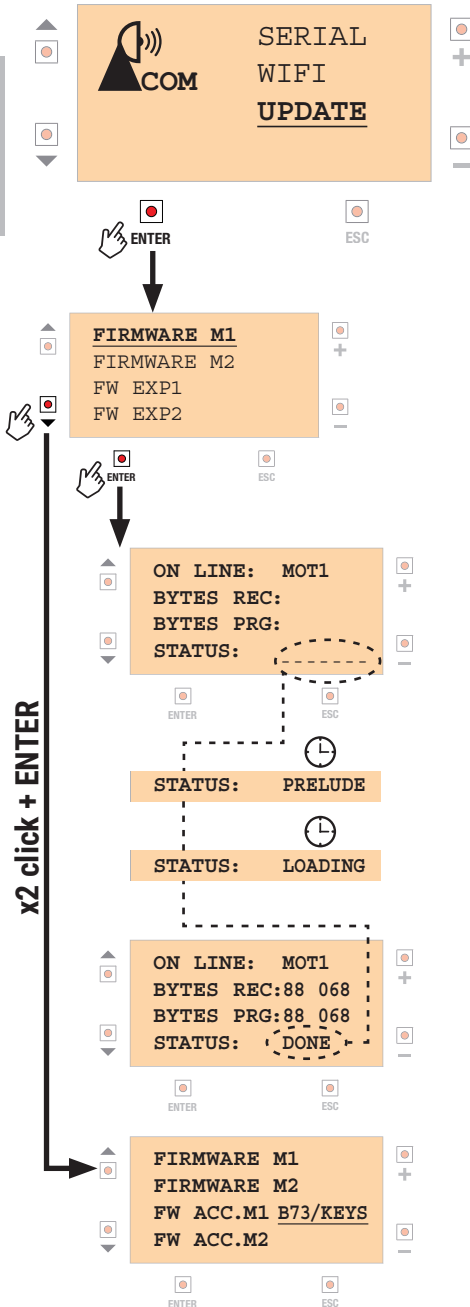 SERIAL
COM WIFI
UPDATE
+
−
ENTER ESC
FIRMWARE M1
FIRMWARE M2
FW EXP1
FW EXP2
+
−
ENTER ESC
ON LINE: MOT1
BYTES REC:
BYTES PRG:
STATUS: - - - - - - -
+
−
ENTER ESC
STATUS: PRELUDE
STATUS: LOADING
x2 click + ENTER
ON LINE: MOT1
BYTES REC:88 068
BYTES PRG:88 068
STATUS: DONE
+
−
ENTER ESC
FIRMWARE M1
FIRMWARE M2
FW ACC.M1 B73/KEYS
FW ACC.M2
+
−
ENTER ESC